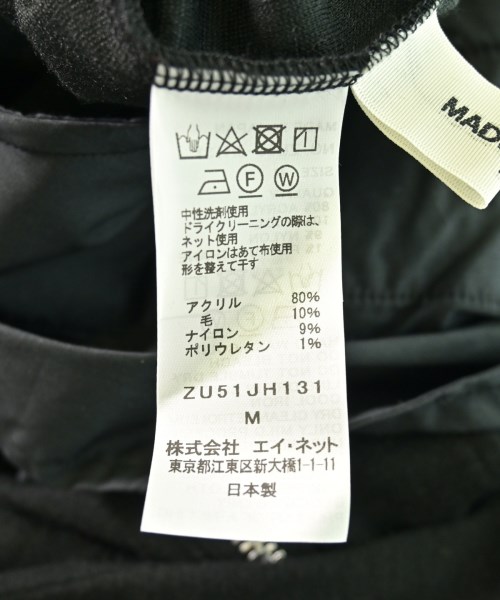 MAD
F W
中性洗剤使用
ドライクリーニングの際は、
ネット使用
アイロンはあて布使用
形を整えて干す
アクリル 80%
毛 10%
ナイロン 9%
ポリウレタン 1%
ZU51JH131
M
株式会社 エイ・ネット
東京都江東区新大橋1-1-11
日本製